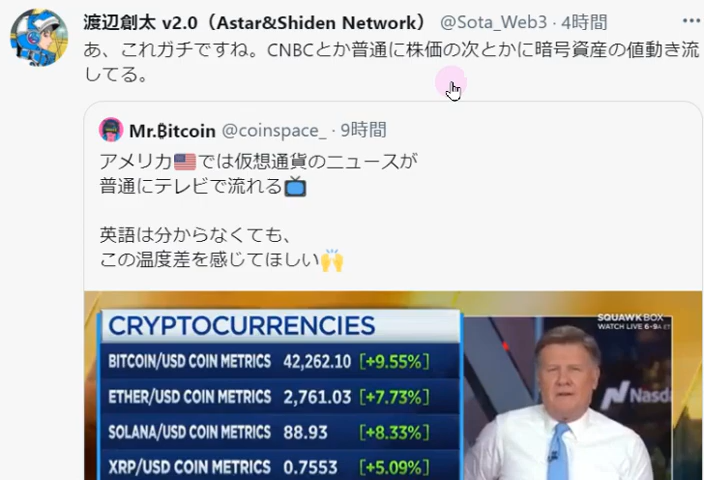 渡辺創太 v2.0（Astar&Shiden Network） @Sota_Web3 · 4時間
あ、これガチですね。CNBCとか普通に株価の次とかに暗号資産の値動き流
してる。
Mr.₿itcoin @coinspace_ · 9時間
アメリカ🇺🇸では仮想通貨のニュースが
普通にテレビで流れる📺
英語は分からなくても、
この温度差を感じてほしい🙌
CRYPTOCURRENCIES
BITCOIN/USD COIN METRICS 42,262.10 [+9.55%]
ETHER/USD COIN METRICS 2,761.03 [+7.73%]
SOLANA/USD COIN METRICS 88.93 [+8.33%]
XRP/USD COIN METRICS 0.7553 [+5.09%]
SQUAWK BOX
WATCH LIVE 6-9A ET
Nasda